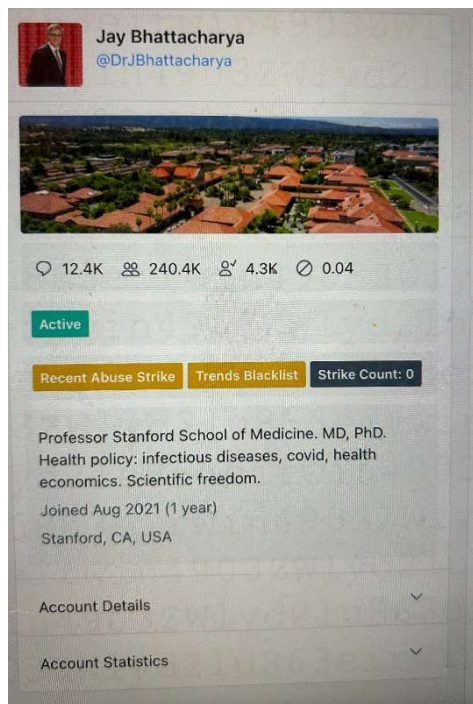 Jay Bhattacharya
@DrJBhattacharya
12.4K 240.4K 4.3K 0.04
Active
Recent Abuse Strike Trends Blacklist Strike Count: 0
Professor Stanford School of Medicine. MD, PhD.
Health policy: infectious diseases, covid, health
economics. Scientific freedom.
Joined Aug 2021 (1 year)
Stanford, CA, USA
Account Details
Account Statistics